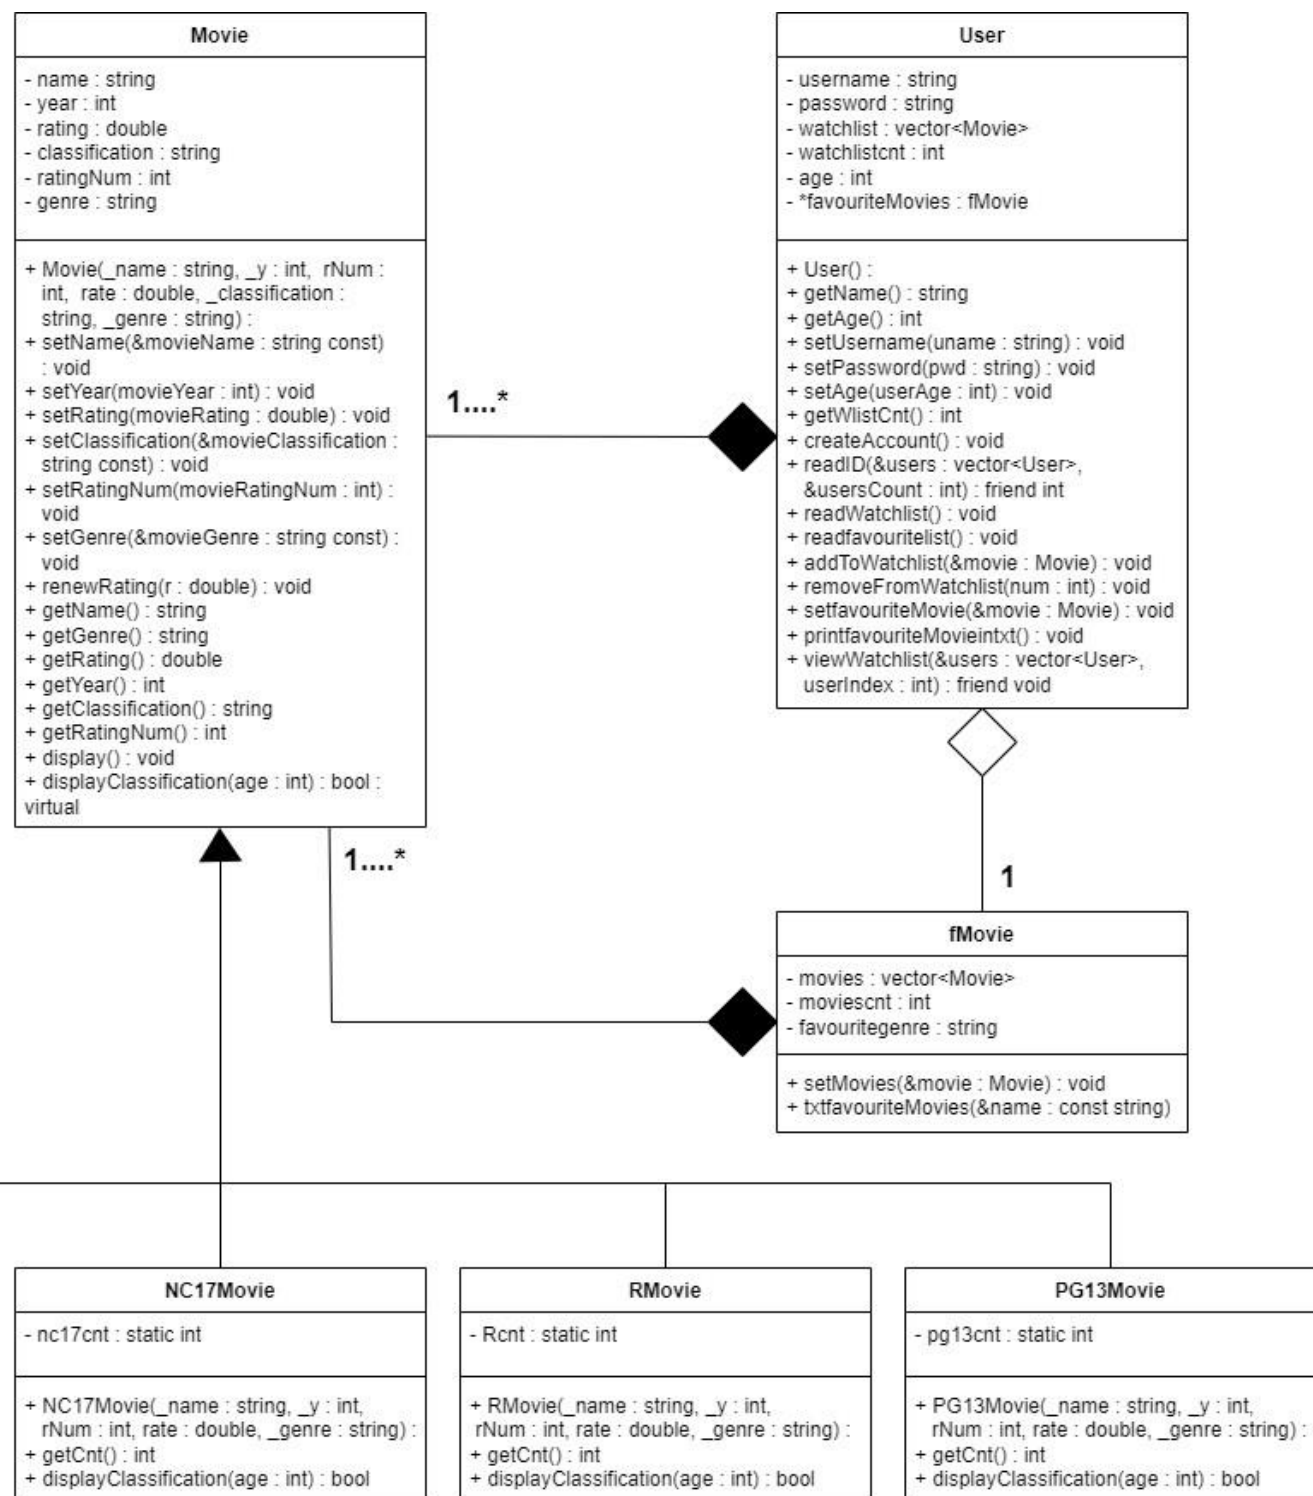 Movie
- name : string
- year : int
- rating : double
- classification : string
- ratingNum : int
- genre : string
+ Movie(_name : string, _y : int, rNum :
int, rate : double, _classification :
string, _genre : string) :
+ setName(&movieName : string const)
: void
+ setYear(movieYear : int) : void
+ setRating(movieRating : double) : void
+ setClassification(&movieClassification :
string const) : void
+ setRatingNum(movieRatingNum : int) :
void
+ setGenre(&movieGenre : string const) :
void
+ renewRating(r : double) : void
+ getName() : string
+ getGenre() : string
+ getRating() : double
+ getYear() : int
+ getClassification() : string
+ getRatingNum() : int
+ display() : void
+ displayClassification(age : int) : bool :
virtual
1....*
User
- username : string
- password : string
- watchlist : vector<Movie>
- watchlistcnt : int
- age : int
- *favouriteMovies : fMovie
+ User() :
+ getName() : string
+ getAge() : int
+ setUsername(uname : string) : void
+ setPassword(pwd : string) : void
+ setAge(userAge : int) : void
+ getWlistCnt() : int
+ createAccount() : void
+ readID(&users : vector<User>,
&usersCount : int) : friend int
+ readWatchlist() : void
+ readfavouritelist() : void
+ addToWatchlist(&movie : Movie) : void
+ removeFromWatchlist(num : int) : void
+ setfavouriteMovie(&movie : Movie) : void
+ printfavouriteMovieintxt() : void
+ viewWatchlist(&users : vector<User>,
userIndex : int) : friend void
1....*
1
fMovie
- movies : vector<Movie>
- moviescnt : int
- favouritegenre : string
+ setMovies(&movie : Movie) : void
+ txtfavouriteMovies(&name : const string)
NC17Movie
- nc17cnt : static int
+ NC17Movie(_name : string, _y : int,
rNum : int, rate : double, _genre : string) :
+ getCnt() : int
+ displayClassification(age : int) : bool
RMovie
- Rcnt : static int
+ RMovie(_name : string, _y : int,
rNum : int, rate : double, _genre : string) :
+ getCnt() : int
+ displayClassification(age : int) : bool
PG13Movie
- pg13cnt : static int
+ PG13Movie(_name : string, _y : int,
rNum : int, rate : double, _genre : string) :
+ getCnt() : int
+ displayClassification(age : int) : bool